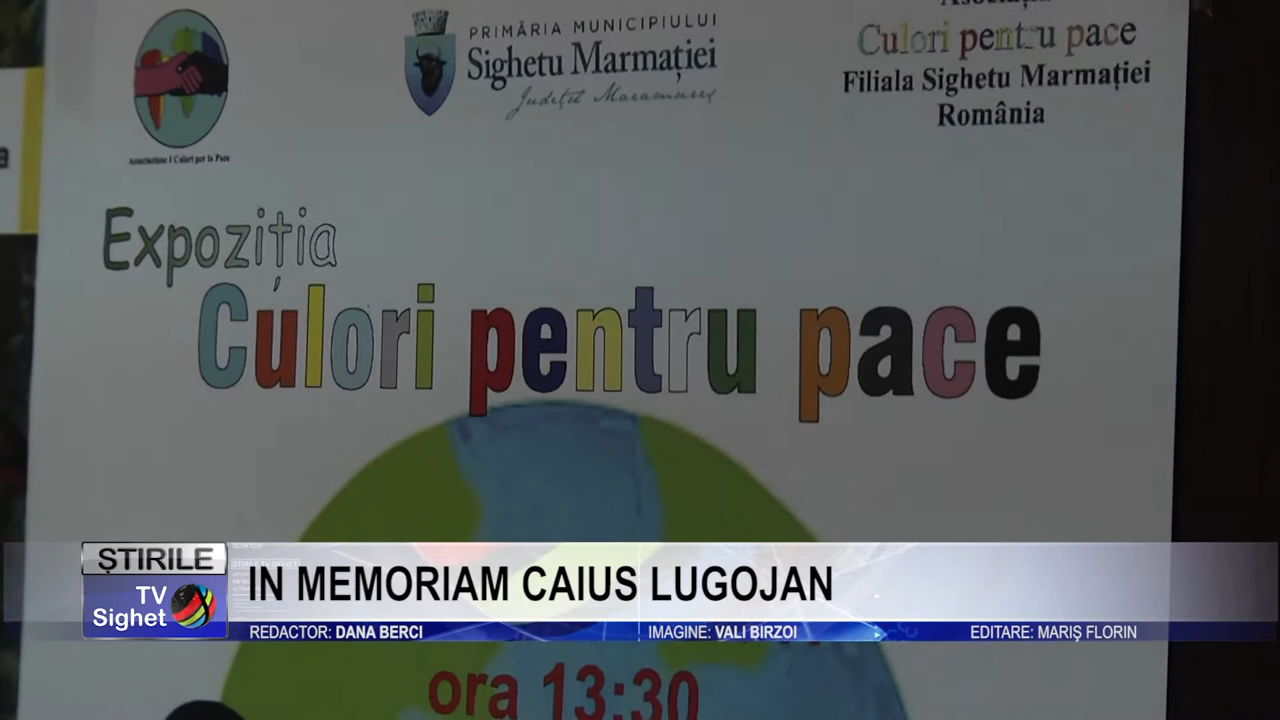 PRIMĂRIA MUNICIPIULUI
Sighetu Marmației
Județul Maramureș
Culori pentru pace
Filiala Sighetu Marmației
România
Expoziția
Culori pentru pace
ȘTIRILE
TV
Sighet
IN MEMORIAM CAIUS LUGOJAN
REDACTOR: DANA BERCI
IMAGINE: VALI BIRZOI
EDITARE: MARIŞ FLORIN
ora 13:30